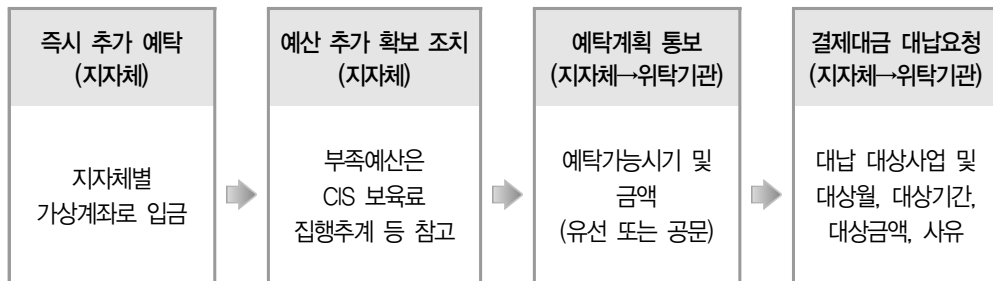 즉시 추가 예탁
(지자체)
지자체별
가상계좌로 입금
예산 추가 확보 조치
(지자체)
부족예산은
CIS 보육료
집행추계 등 참고
예탁계획 통보
(지자체→위탁기관)
예탁가능시기 및
금액
(유선 또는 공문)
결제대금 대납요청
(지자체→위탁기관)
대납 대상사업 및
대상월, 대상기간,
대상금액, 사유